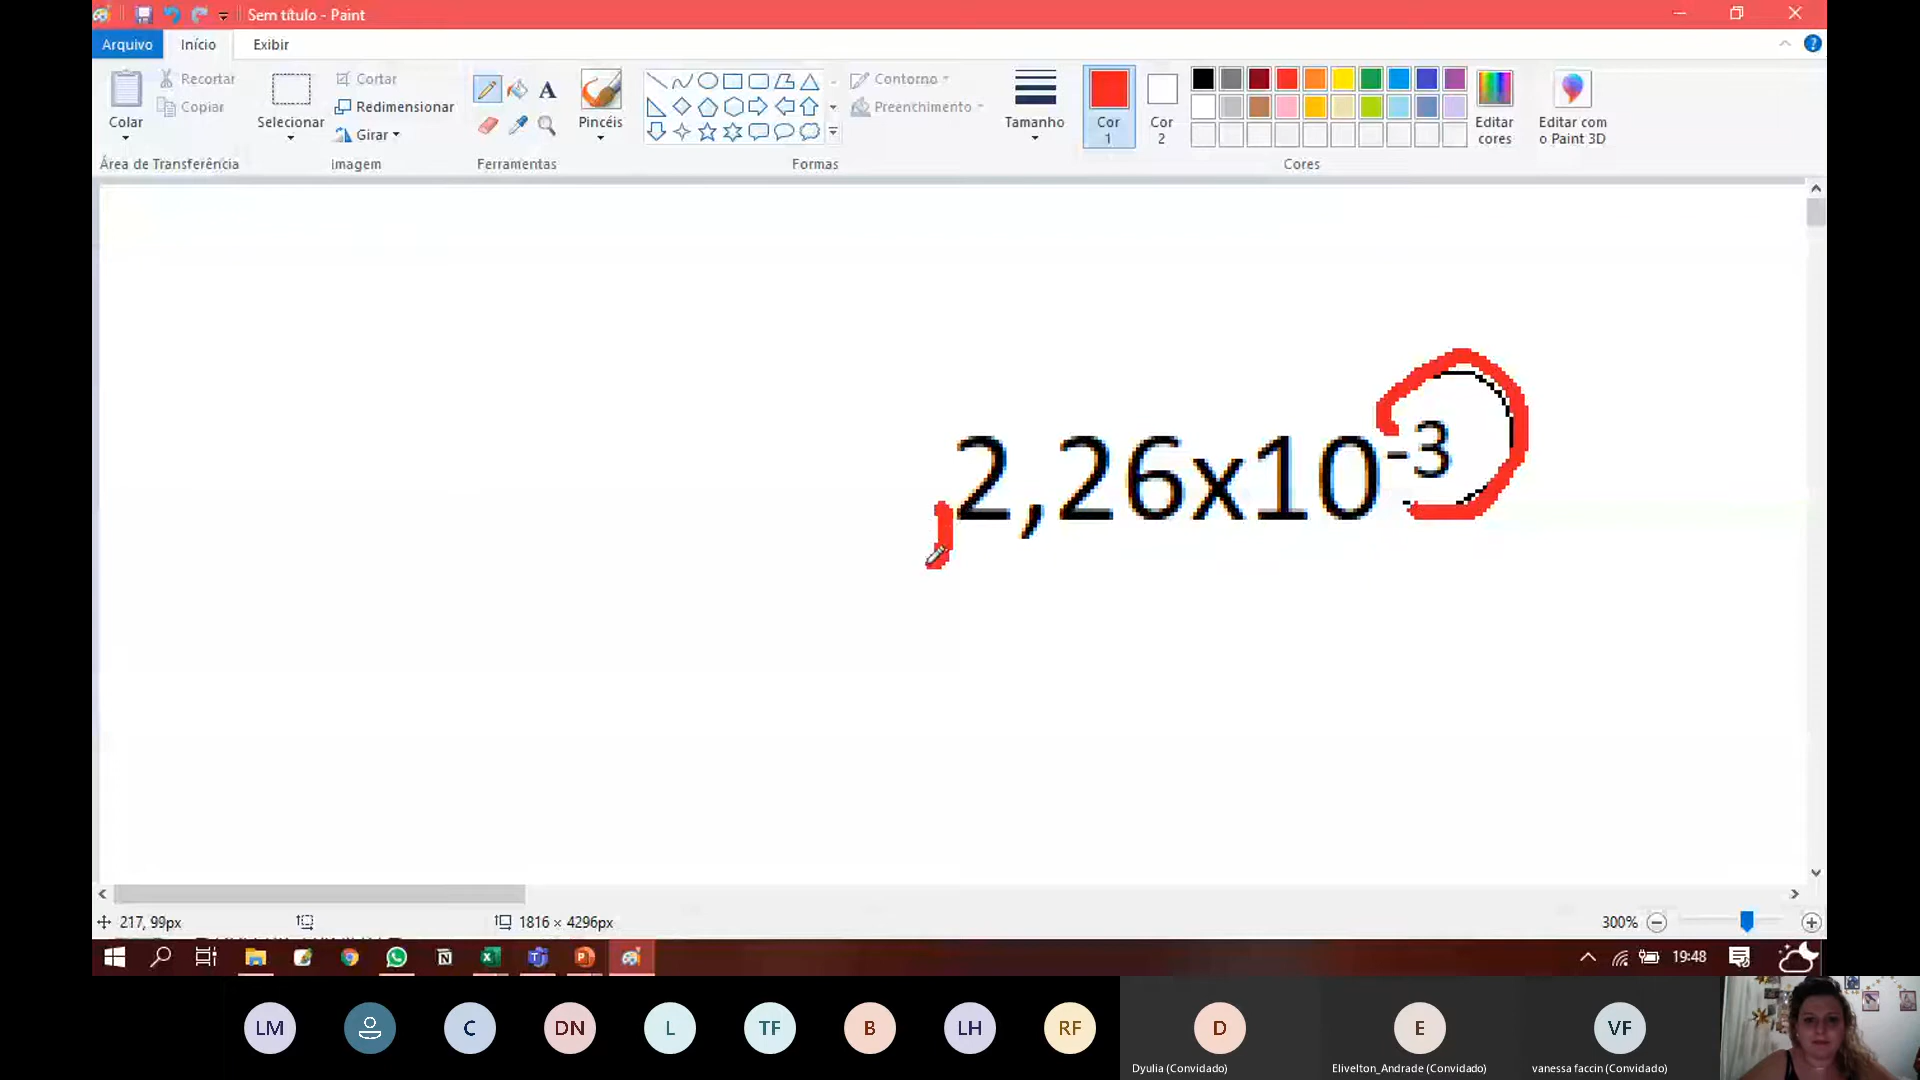 Sem título - Paint
Arquivo Início Exibir
Colar
Recortar
Copiar
Área de Transferência
Selecionar
Cortar
Redimensionar
Girar
Imagem
A
Ferramentas
Pincéis
Contorno
Preenchimento
Formas
Tamanho
Cor
1
Cor
2
Editar
cores
Editar com
o Paint 3D
Cores
,2,26x10-3
217, 99px
1816 × 4296px
300%
19:48
LM C DN L TF B LH RF D E VF
Dyulia (Convidado) Elivelton_Andrade (Convidado) vanessa faccin (Convidado)